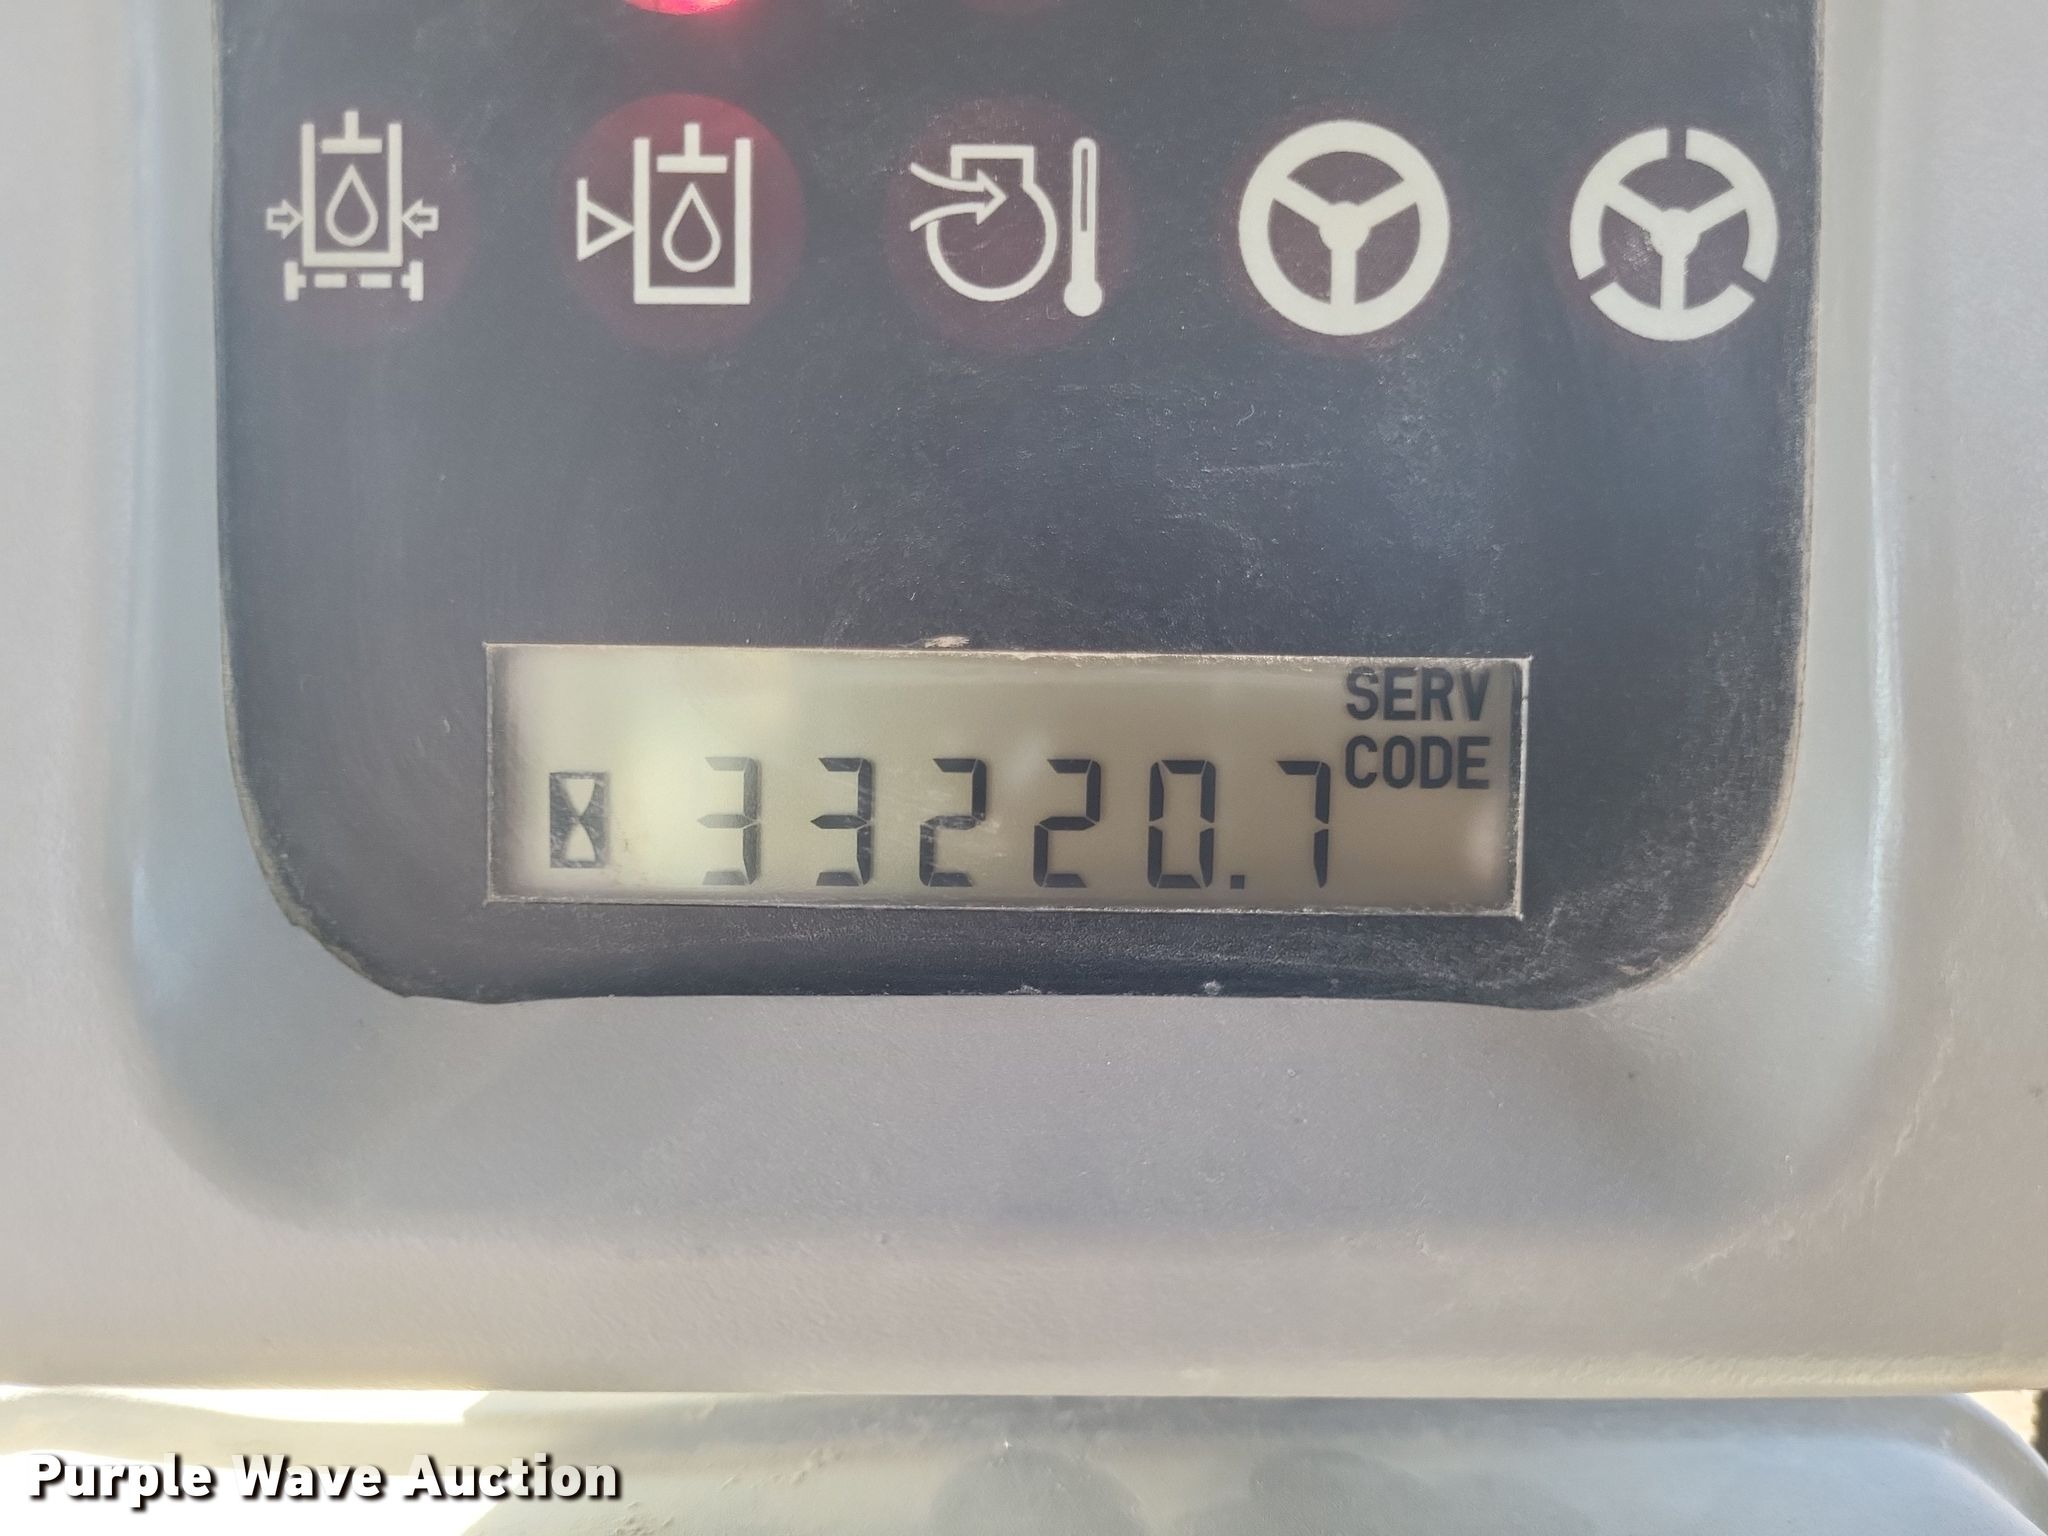 SERV
CODE
33220.7
Purple Wave Auction